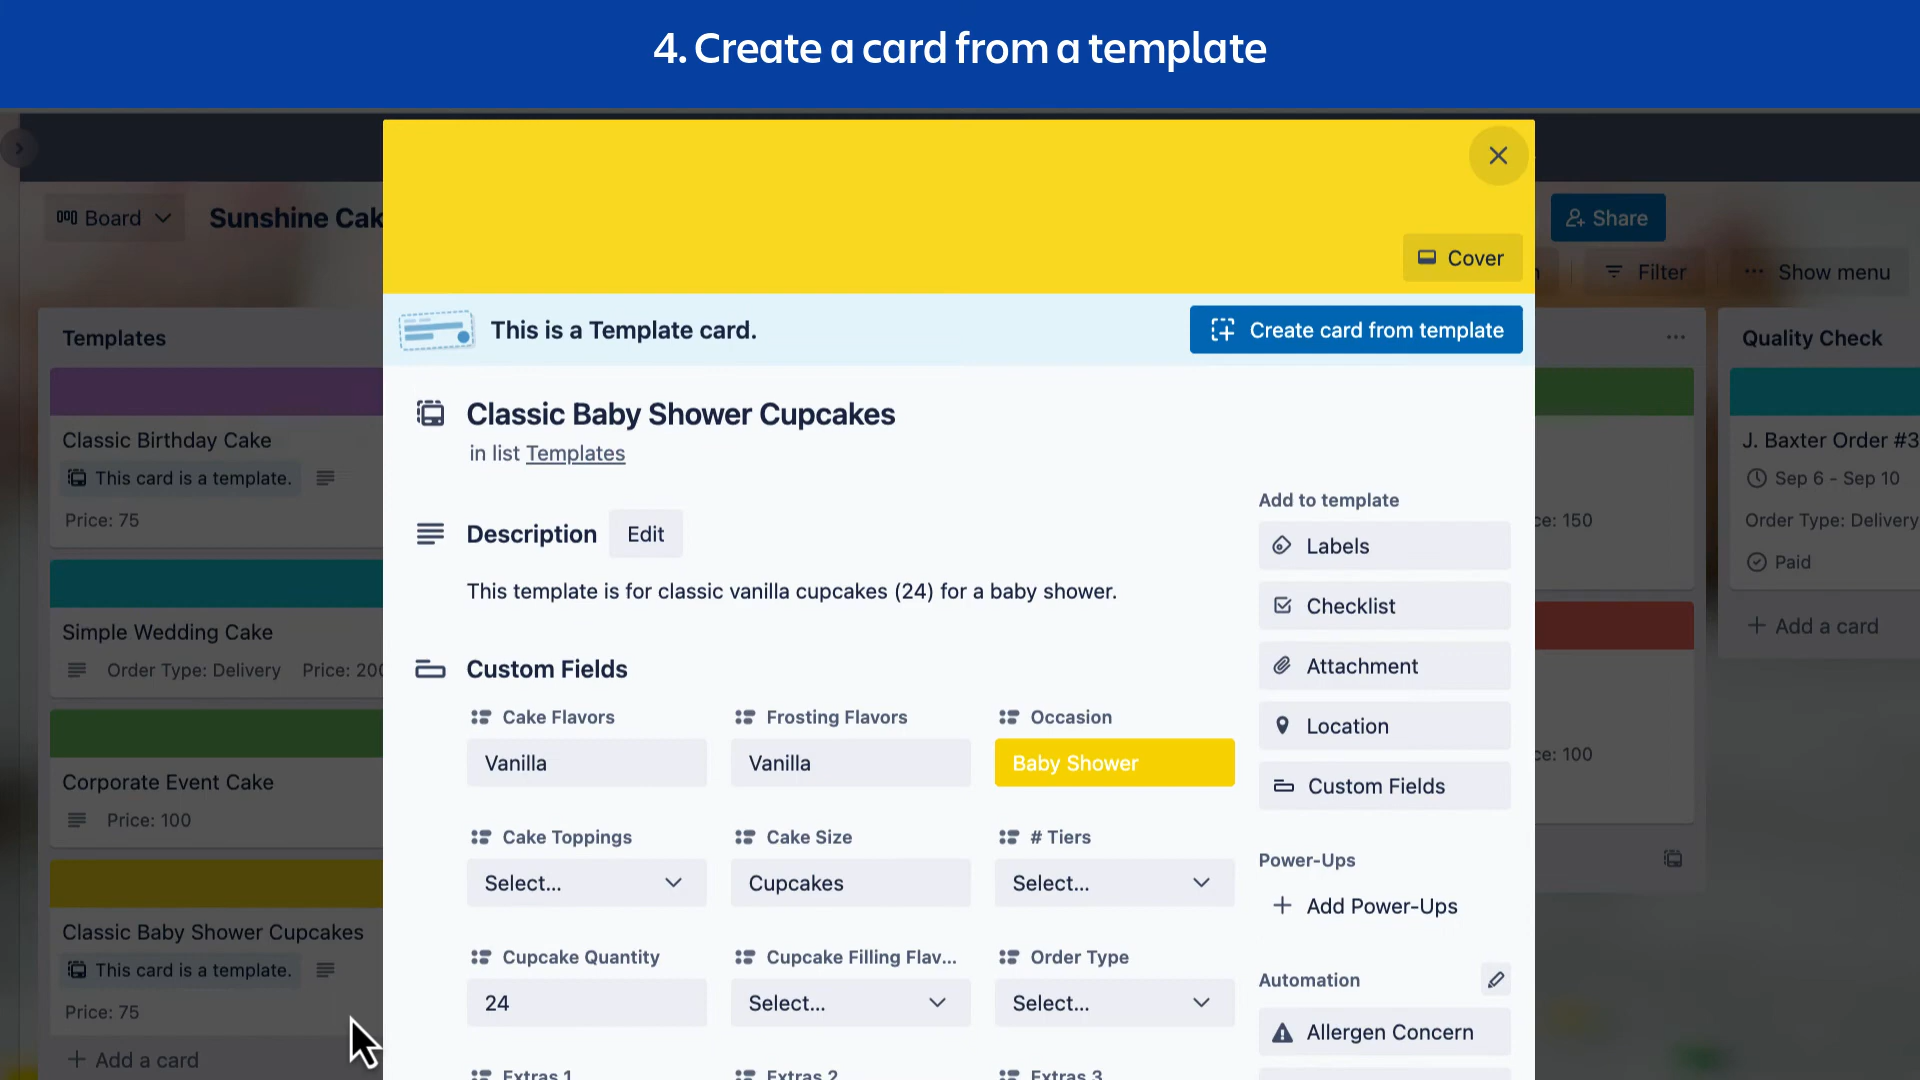 4. Create a card from a template
Board
Sunshine Cak
Share
Filter
Show menu
Cover
This is a Template card.
Create card from template
Templates
Classic Birthday Cake
This card is a template.
Price: 75
Simple Wedding Cake
Order Type: Delivery
Price: 200
Corporate Event Cake
Price: 100
Classic Baby Shower Cupcakes
This card is a template.
Price: 75
Add a card
Classic Baby Shower Cupcakes
in list Templates
Description
Edit
This template is for classic vanilla cupcakes (24) for a baby shower.
Custom Fields
Cake Flavors
Frosting Flavors
Occasion
Vanilla
Vanilla
Baby Shower
Cake Toppings
Cake Size
# Tiers
Select...
Cupcakes
Select...
Cupcake Quantity
Cupcake Filling Flav...
Order Type
24
Select...
Select...
Extras 1
Extras 2
Extras 3
Add to template
Labels
Checklist
Attachment
Location
Custom Fields
Power-Ups
Add Power-Ups
Automation
Allergen Concern
ce: 150
ce: 100
Quality Check
J. Baxter Order #3
Sep 6 - Sep 10
Order Type: Delivery
Paid
Add a card